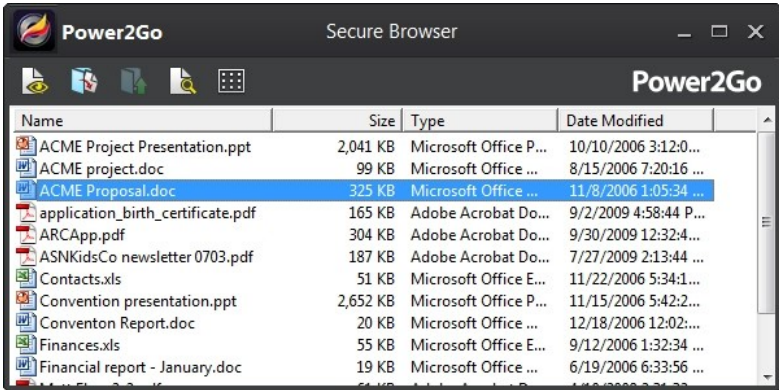 Power2Go Secure Browser
Power2Go
Name Size Type Date Modified
ACME Project Presentation.ppt 2,041 KB Microsoft Office P... 10/10/2006 3:12:0...
ACME project.doc 99 KB Microsoft Office ... 8/15/2006 7:20:16 ...
ACME Proposal.doc 325 KB Microsoft Office ... 11/8/2006 1:05:34 ...
application_birth_certificate.pdf 165 KB Adobe Acrobat Do... 9/2/2009 4:58:44 P...
ARCApp.pdf 304 KB Adobe Acrobat Do... 9/30/2009 12:32:4...
ASNKidsCo newsletter 0703.pdf 187 KB Adobe Acrobat Do... 7/27/2009 2:13:44 ...
Contacts.xls 51 KB Microsoft Office E... 11/22/2006 5:34:1...
Convention presentation.ppt 2,652 KB Microsoft Office P... 11/15/2006 5:42:2...
Conventon Report.doc 20 KB Microsoft Office ... 12/18/2006 12:02:...
Finances.xls 55 KB Microsoft Office E... 9/12/2006 1:32:34 ...
Financial report - January.doc 19 KB Microsoft Office ... 6/19/2006 6:33:56 ...